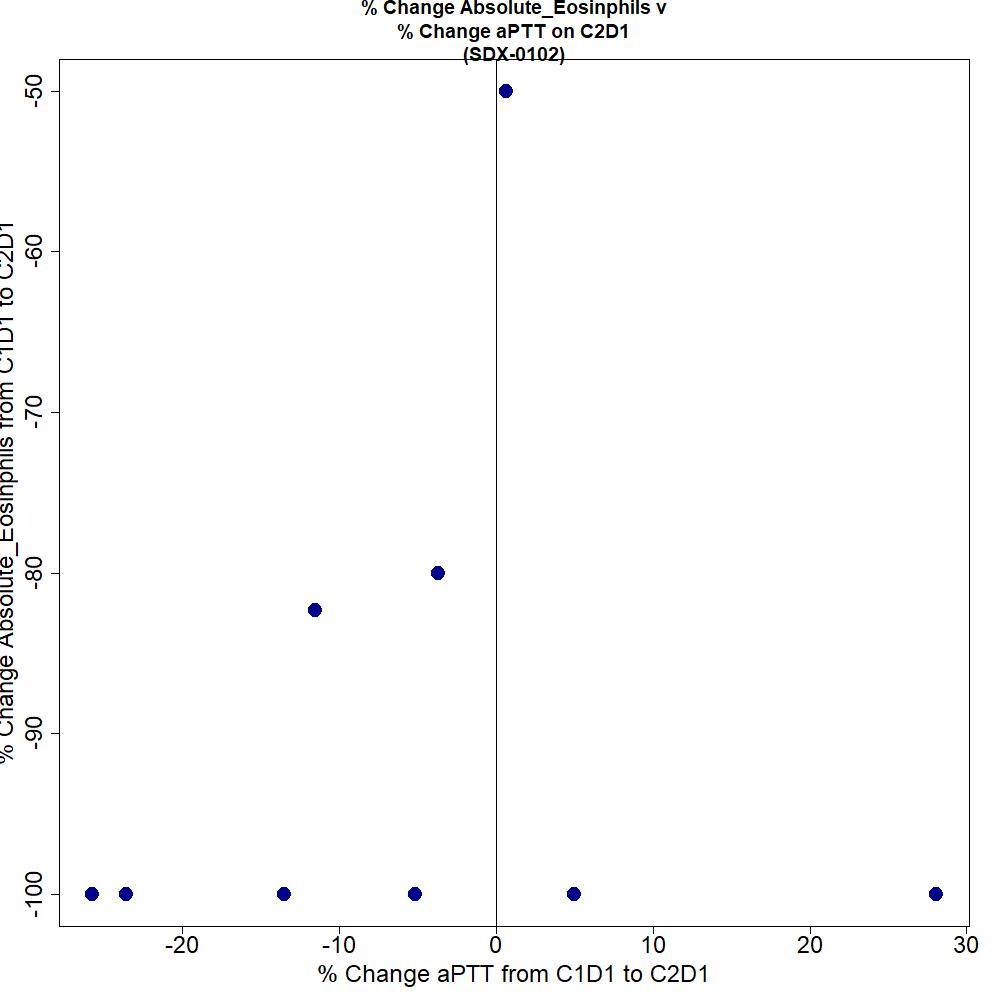 % Change Absolute_Eosinphils v
% Change aPTT on C2D1
(SDX-0102)
% Change Absolute_Eosinphils from C1D1 to C2D1
-50
-60
-70
-80
-90
-100
-20
-10
0
10
20
30
% Change aPTT from C1D1 to C2D1